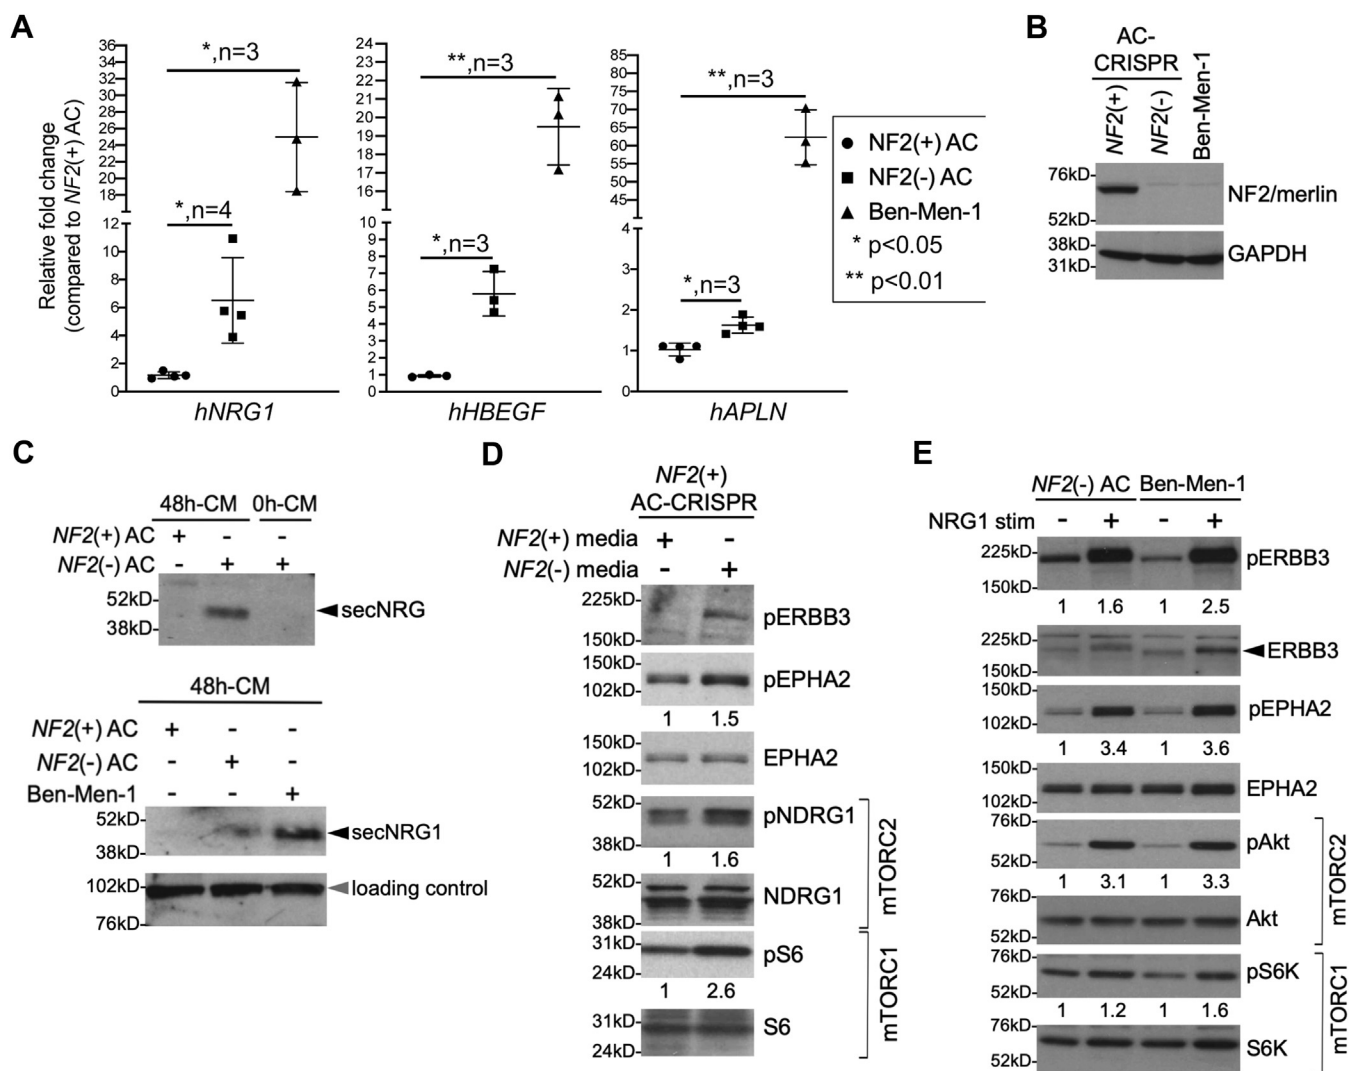 A
Relative fold change
(compared to NF2(+) AC)
36
34
32
30
28
26
24
22
20
18
12
10
8
6
4
2
0
*,n=3
*,n=4
hNRG1
24
23
22
21
20
19
18
17
16
10
9
8
7
6
5
4
3
2
1
0
**,n=3
*,n=3
hHBEGF
85
80
75
70
65
60
55
50
45
4
3
2
1
0
**,n=3
*,n=3
hAPLN
NF2(+) AC
NF2(-) AC
Ben-Men-1
* p<0.05
** p<0.01
B
AC-
CRISPR
NF2(+)
NF2(-)
Ben-Men-1
76kD
52kD
NF2/merlin
38kD
31kD
GAPDH
C
48h-CM 0h-CM
NF2(+) AC + - -
NF2(-) AC - + +
52kD
38kD
secNRG
48h-CM
NF2(+) AC + - -
NF2(-) AC - + -
Ben-Men-1 - - +
52kD
38kD
secNRG1
102kD
76kD
loading control
D
NF2(+)
AC-CRISPR
NF2(+) media + -
NF2(-) media - +
225kD
150kD
pERBB3
150kD
102kD
pEPHA2
1 1.5
150kD
102kD
EPHA2
52kD
38kD
pNDRG1
1 1.6
52kD
38kD
NDRG1
mTORC2
31kD
24kD
pS6
1 2.6
31kD
24kD
S6
mTORC1
E
NF2(-) AC Ben-Men-1
NRG1 stim - + - +
225kD
150kD
pERBB3
1 1.6 1 2.5
225kD
150kD
ERBB3
150kD
102kD
pEPHA2
1 3.4 1 3.6
150kD
102kD
EPHA2
76kD
52kD
pAkt
1 3.1 1 3.3
76kD
52kD
Akt
mTORC2
76kD
52kD
pS6K
1 1.2 1 1.6
76kD
52kD
S6K
mTORC1